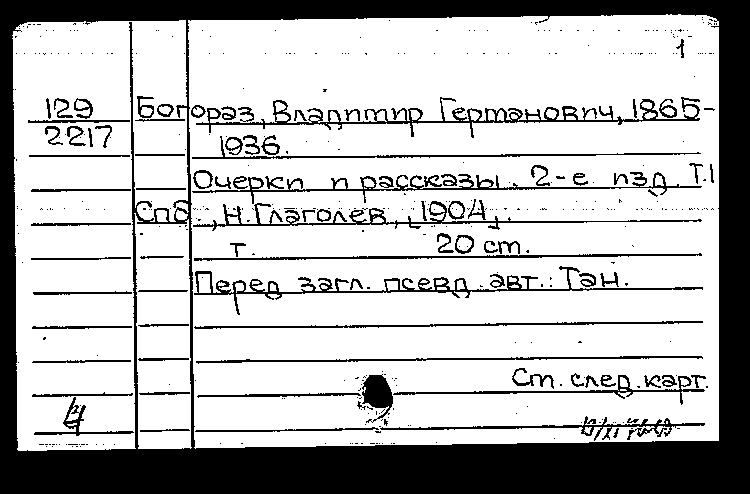 1
129 Богораз, Владимир Германович, 1865-
2217 1936.
Очерки и рассказы. 2-е изд. Т.1
Спб., Н. Глаголев, [1904].
т. 20 см.
Перед загл. псевд. авт.: Тан.
См. след. карт.